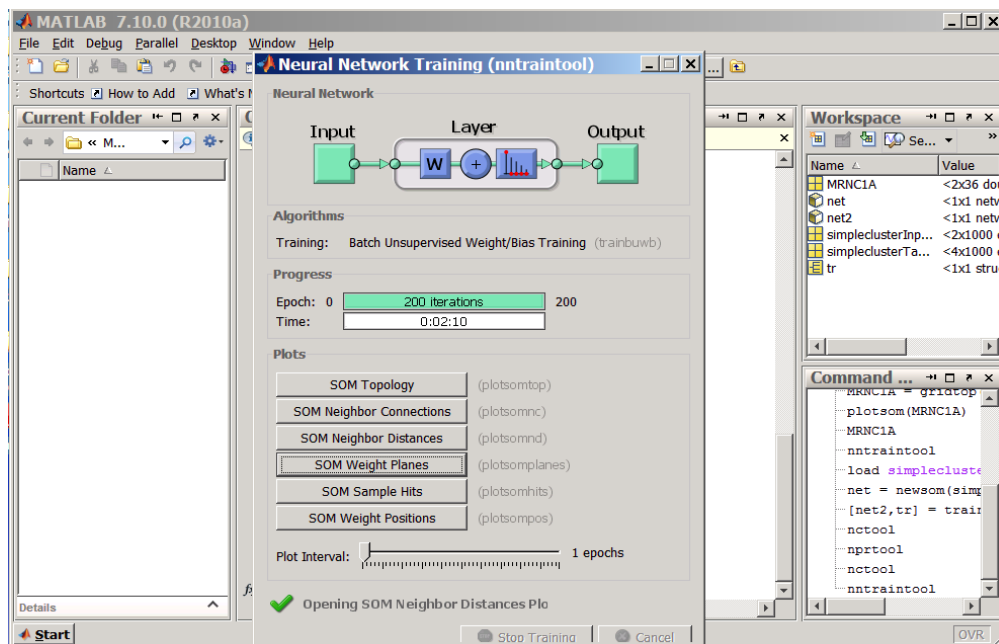 MATLAB 7.10.0 (R2010a)
File Edit Debug Parallel Desktop Window Help
Shortcuts How to Add What's
Current Folder
« M...
Name
Details
Start
Neural Network Training (nntraintool)
Neural Network
Input
Layer
Output
W
+
Algorithms
Training: Batch Unsupervised Weight/Bias Training (trainbuwb)
Progress
Epoch: 0 200 iterations 200
Time: 0:02:10
Plots
SOM Topology (plotsomtop)
SOM Neighbor Connections (plotsomnc)
SOM Neighbor Distances (plotsomnd)
SOM Weight Planes (plotsomplanes)
SOM Sample Hits (plotsomhits)
SOM Weight Positions (plotsompos)
Plot Interval: 1 epochs
Opening SOM Neighbor Distances Plo
Stop Training Cancel
...
Workspace
Se...
Name Value
MRNC1A <2x36 dou
net <1x1 netw
net2 <1x1 netw
simpleclusterInp... <2x1000 d
simpleclusterTa... <4x1000 d
tr <1x1 stru
Command ...
MRNC1A = gridtop
plotsom(MRNC1A)
MRNC1A
nntraintool
load simplecluste
net = newsom(simp
[net2,tr] = train
nctool
nprtool
nctool
nntraintool
OVR